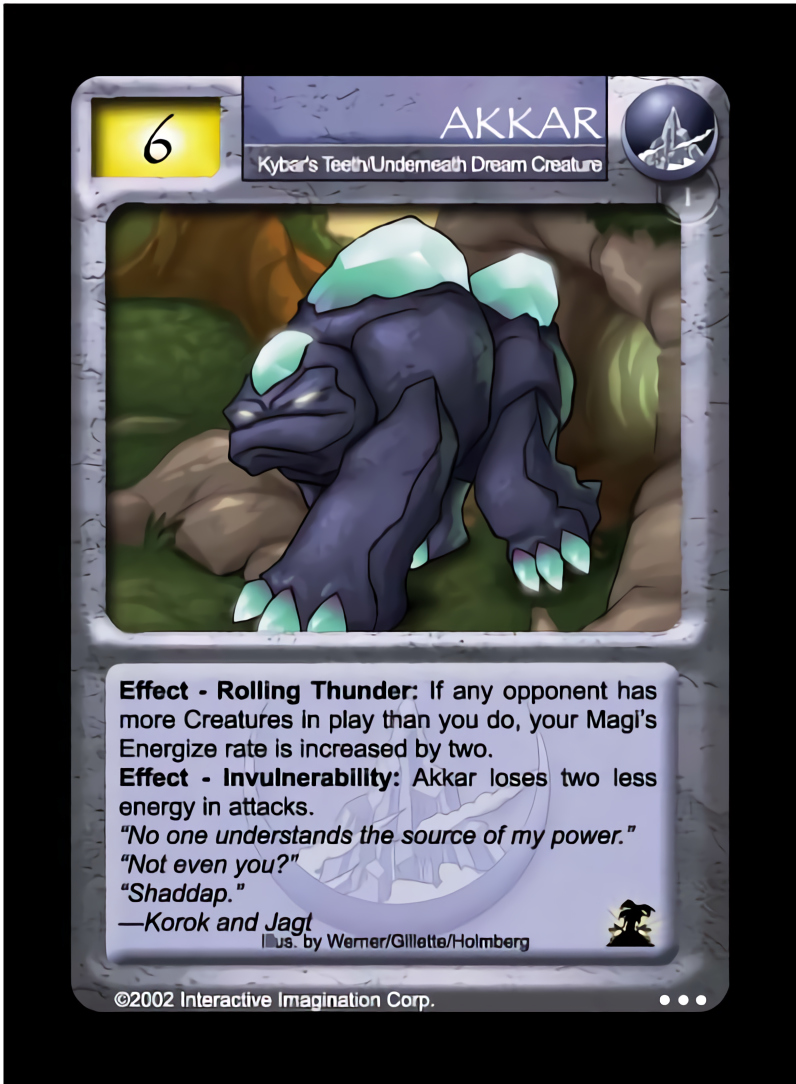 6
AKKAR
Kybar's Teeth/Underneath Dream Creature
1
Effect - Rolling Thunder: If any opponent has
more Creatures in play than you do, your Magi's
Energize rate is increased by two.
Effect - Invulnerability: Akkar loses two less
energy in attacks.
"No one understands the source of my power."
"Not even you?"
"Shaddap."
—Korok and Jagt
Illus. by Werner/Gillette/Holmberg
©2002 Interactive Imagination Corp.